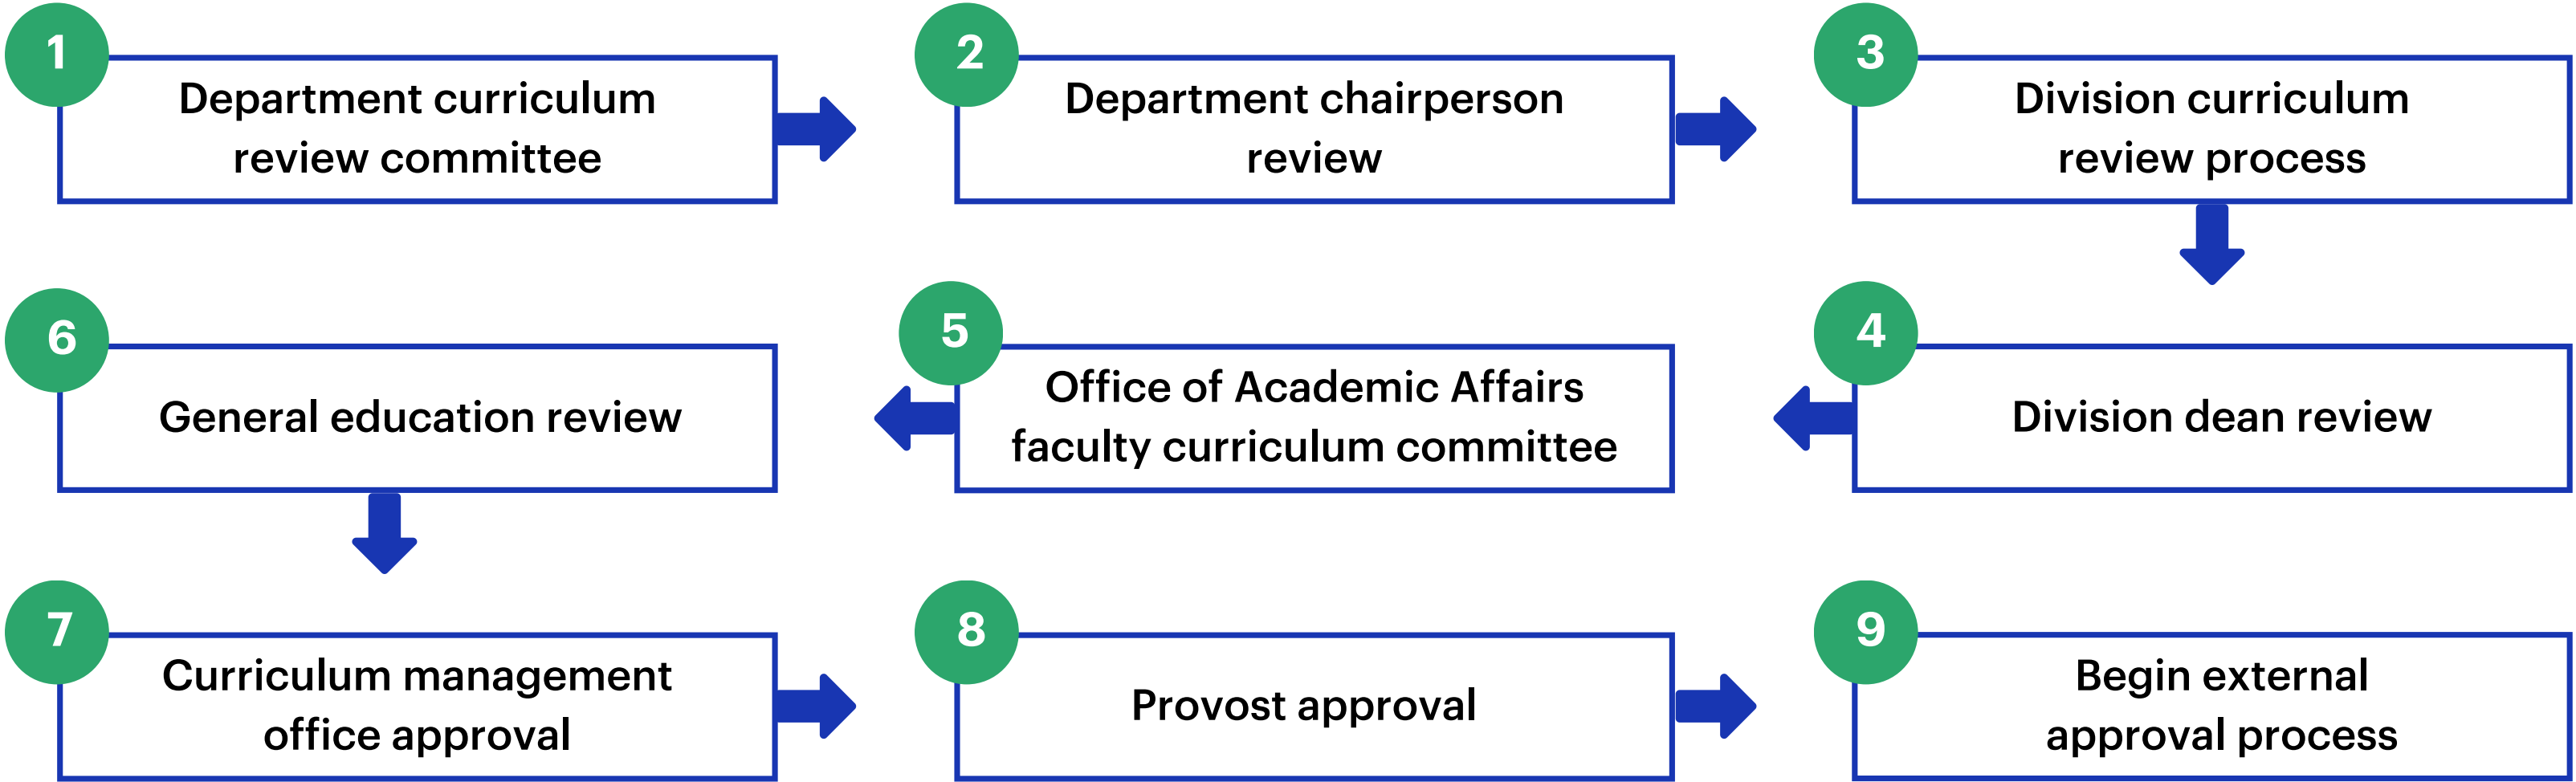 1
Department curriculum
review committee
2
Department chairperson
review
3
Division curriculum
review process
4
Division dean review
5
Office of Academic Affairs
faculty curriculum committee
6
General education review
7
Curriculum management
office approval
8
Provost approval
9
Begin external
approval process